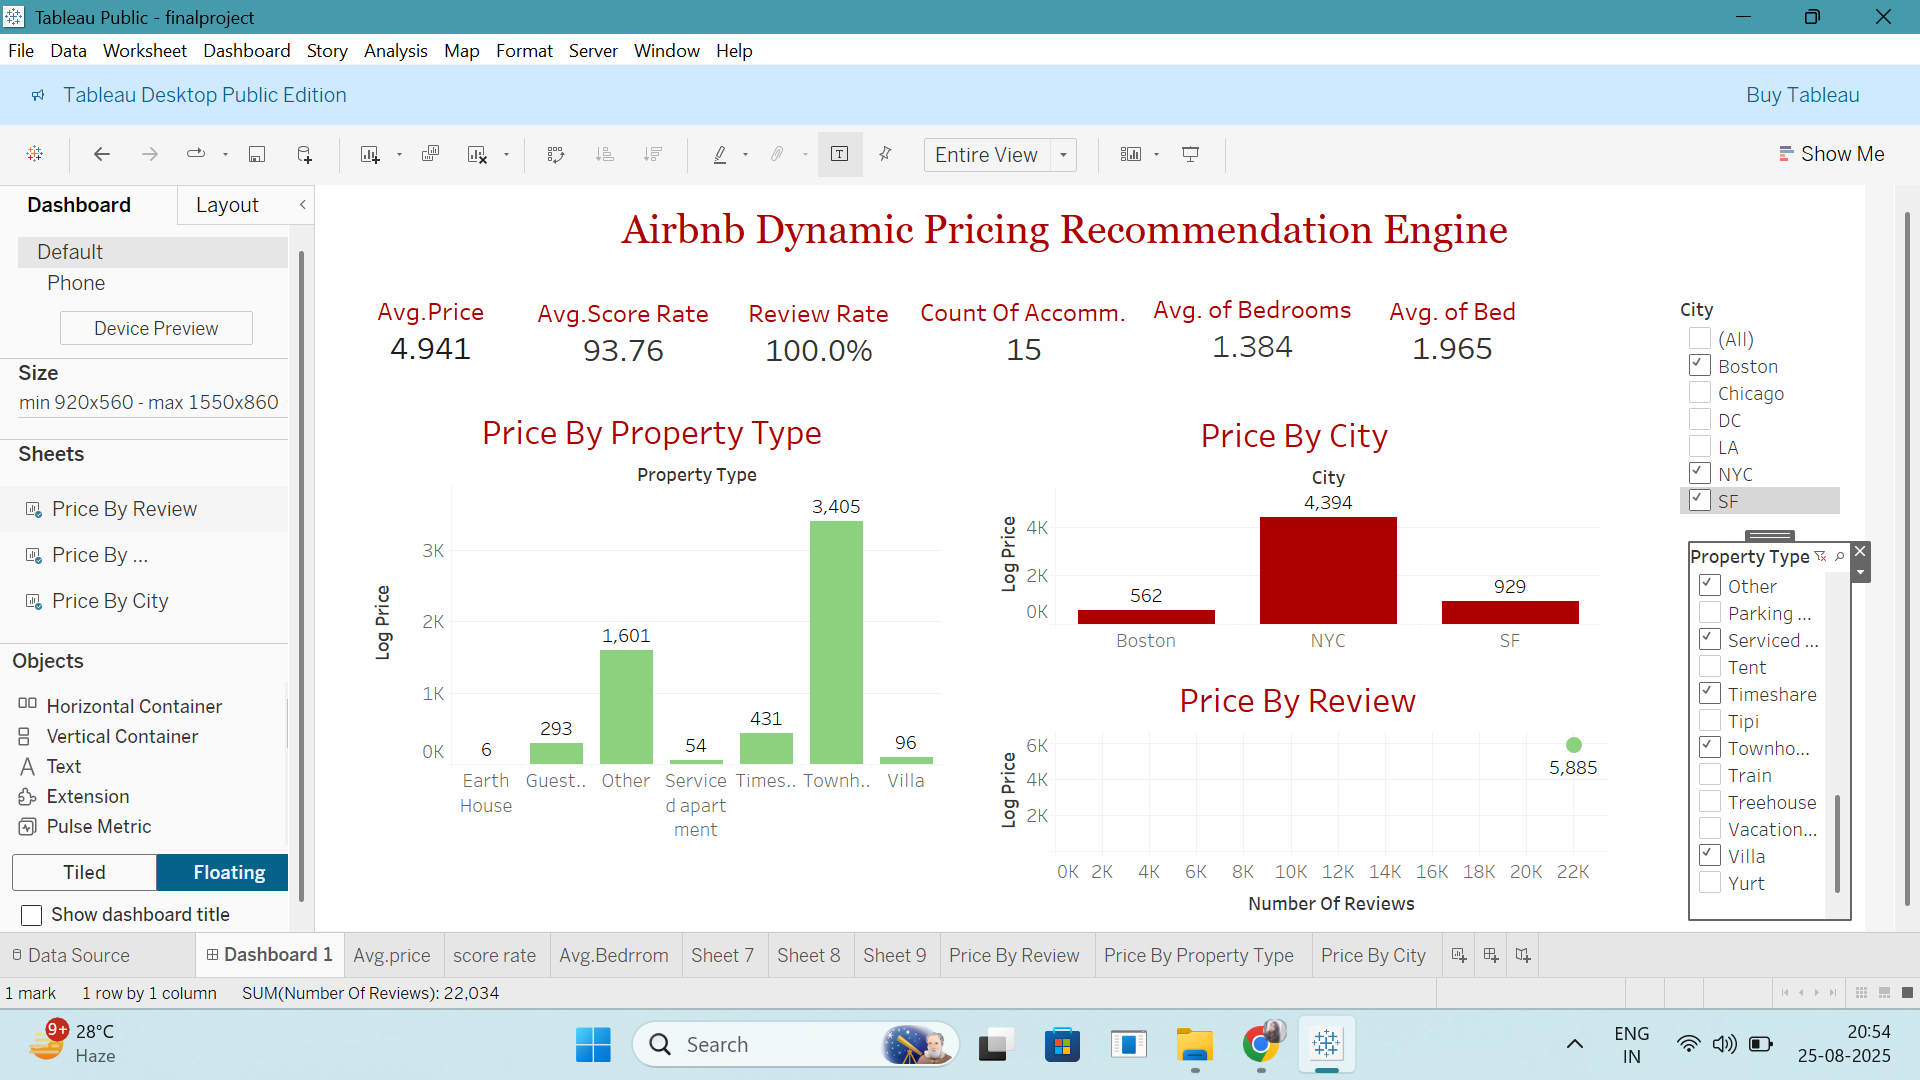 Tableau Public - finalproject
File Data Worksheet Dashboard Story Analysis Map Format Server Window Help
Tableau Desktop Public Edition
Buy Tableau
Entire View
Show Me
Dashboard
Layout
Default
Phone
Device Preview
Size
min 920x560 - max 1550x860
Sheets
Price By Review
Price By ...
Price By City
Objects
Horizontal Container
Vertical Container
Text
Extension
Pulse Metric
Tiled
Floating
Show dashboard title
Airbnb Dynamic Pricing Recommendation Engine
Avg.Price
4.941
Avg.Score Rate
93.76
Review Rate
100.0%
Count Of Accomm.
15
Avg. of Bedrooms
1.384
Avg. of Bed
1.965
Price By Property Type
Property Type
Log Price
3K
2K
1K
0K
6
293
1,601
54
431
3,405
96
Earth
House
Guest..
Other
Service
d apart
ment
Times..
Townh..
Villa
Price By City
City
Log Price
4K
2K
0K
562
4,394
929
Boston
NYC
SF
Price By Review
Log Price
6K
4K
2K
5,885
0K 2K 4K 6K 8K 10K 12K 14K 16K 18K 20K 22K
Number Of Reviews
City
(All)
Boston
Chicago
DC
LA
NYC
SF
Property Type
Other
Parking ...
Serviced ...
Tent
Timeshare
Tipi
Townho...
Train
Treehouse
Vacation...
Villa
Yurt
Data Source
Dashboard 1
Avg.price
score rate
Avg.Bedrrom
Sheet 7
Sheet 8
Sheet 9
Price By Review
Price By Property Type
Price By City
1 mark 1 row by 1 column SUM(Number Of Reviews): 22,034
9+
28°C
Haze
Search
ENG
IN
20:54
25-08-2025